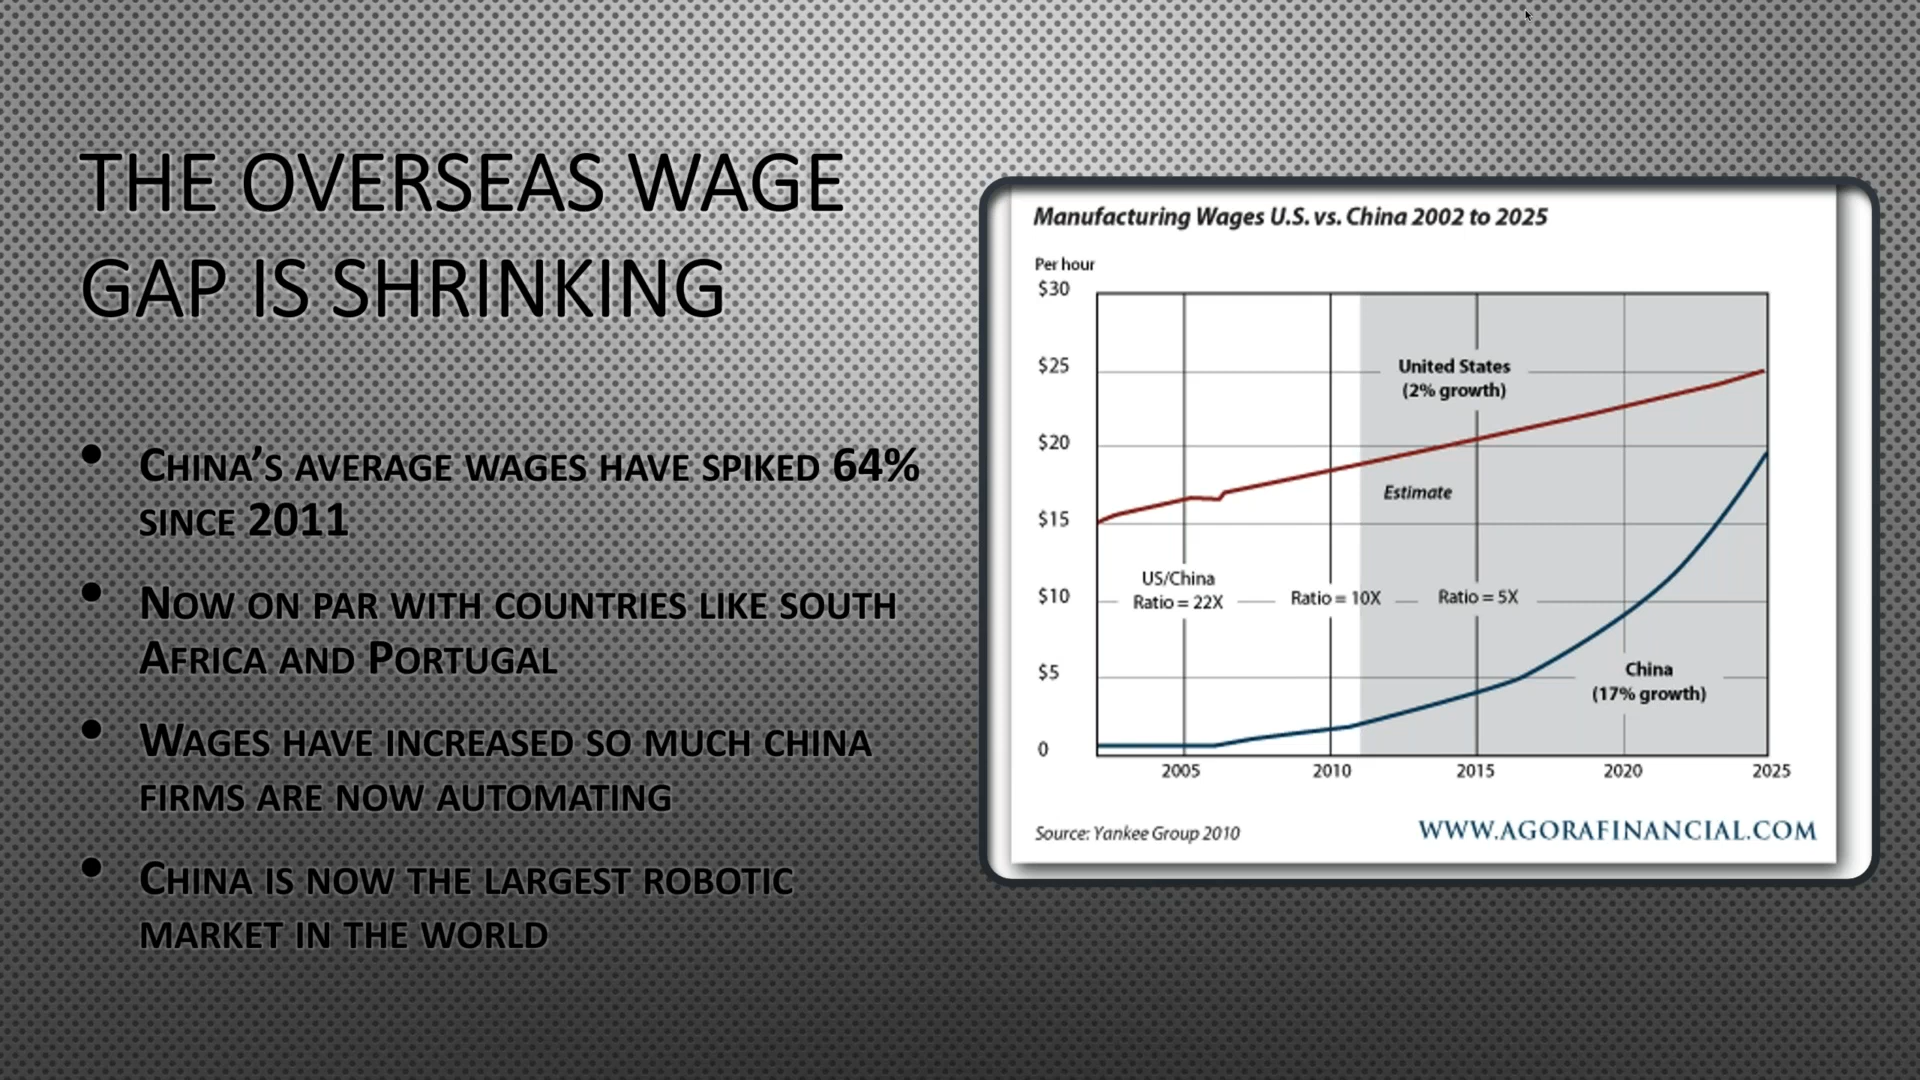 THE OVERSEAS WAGE
GAP IS SHRINKING
• CHINA'S AVERAGE WAGES HAVE SPIKED 64%
SINCE 2011
• NOW ON PAR WITH COUNTRIES LIKE SOUTH
AFRICA AND PORTUGAL
• WAGES HAVE INCREASED SO MUCH CHINA
FIRMS ARE NOW AUTOMATING
• CHINA IS NOW THE LARGEST ROBOTIC
MARKET IN THE WORLD
Manufacturing Wages U.S. vs. China 2002 to 2025
Per hour
$30
$25
$20
$15
$10
$5
0
United States
(2% growth)
Estimate
US/China
Ratio = 22X
Ratio = 10X
Ratio = 5X
China
(17% growth)
2005 2010 2015 2020 2025
Source: Yankee Group 2010
WWW.AGORAFINANCIAL.COM